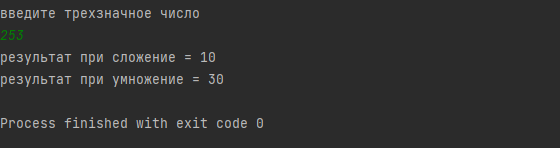 введите трехзначное число
253
результат при сложение = 10
результат при умножение = 30
Process finished with exit code 0